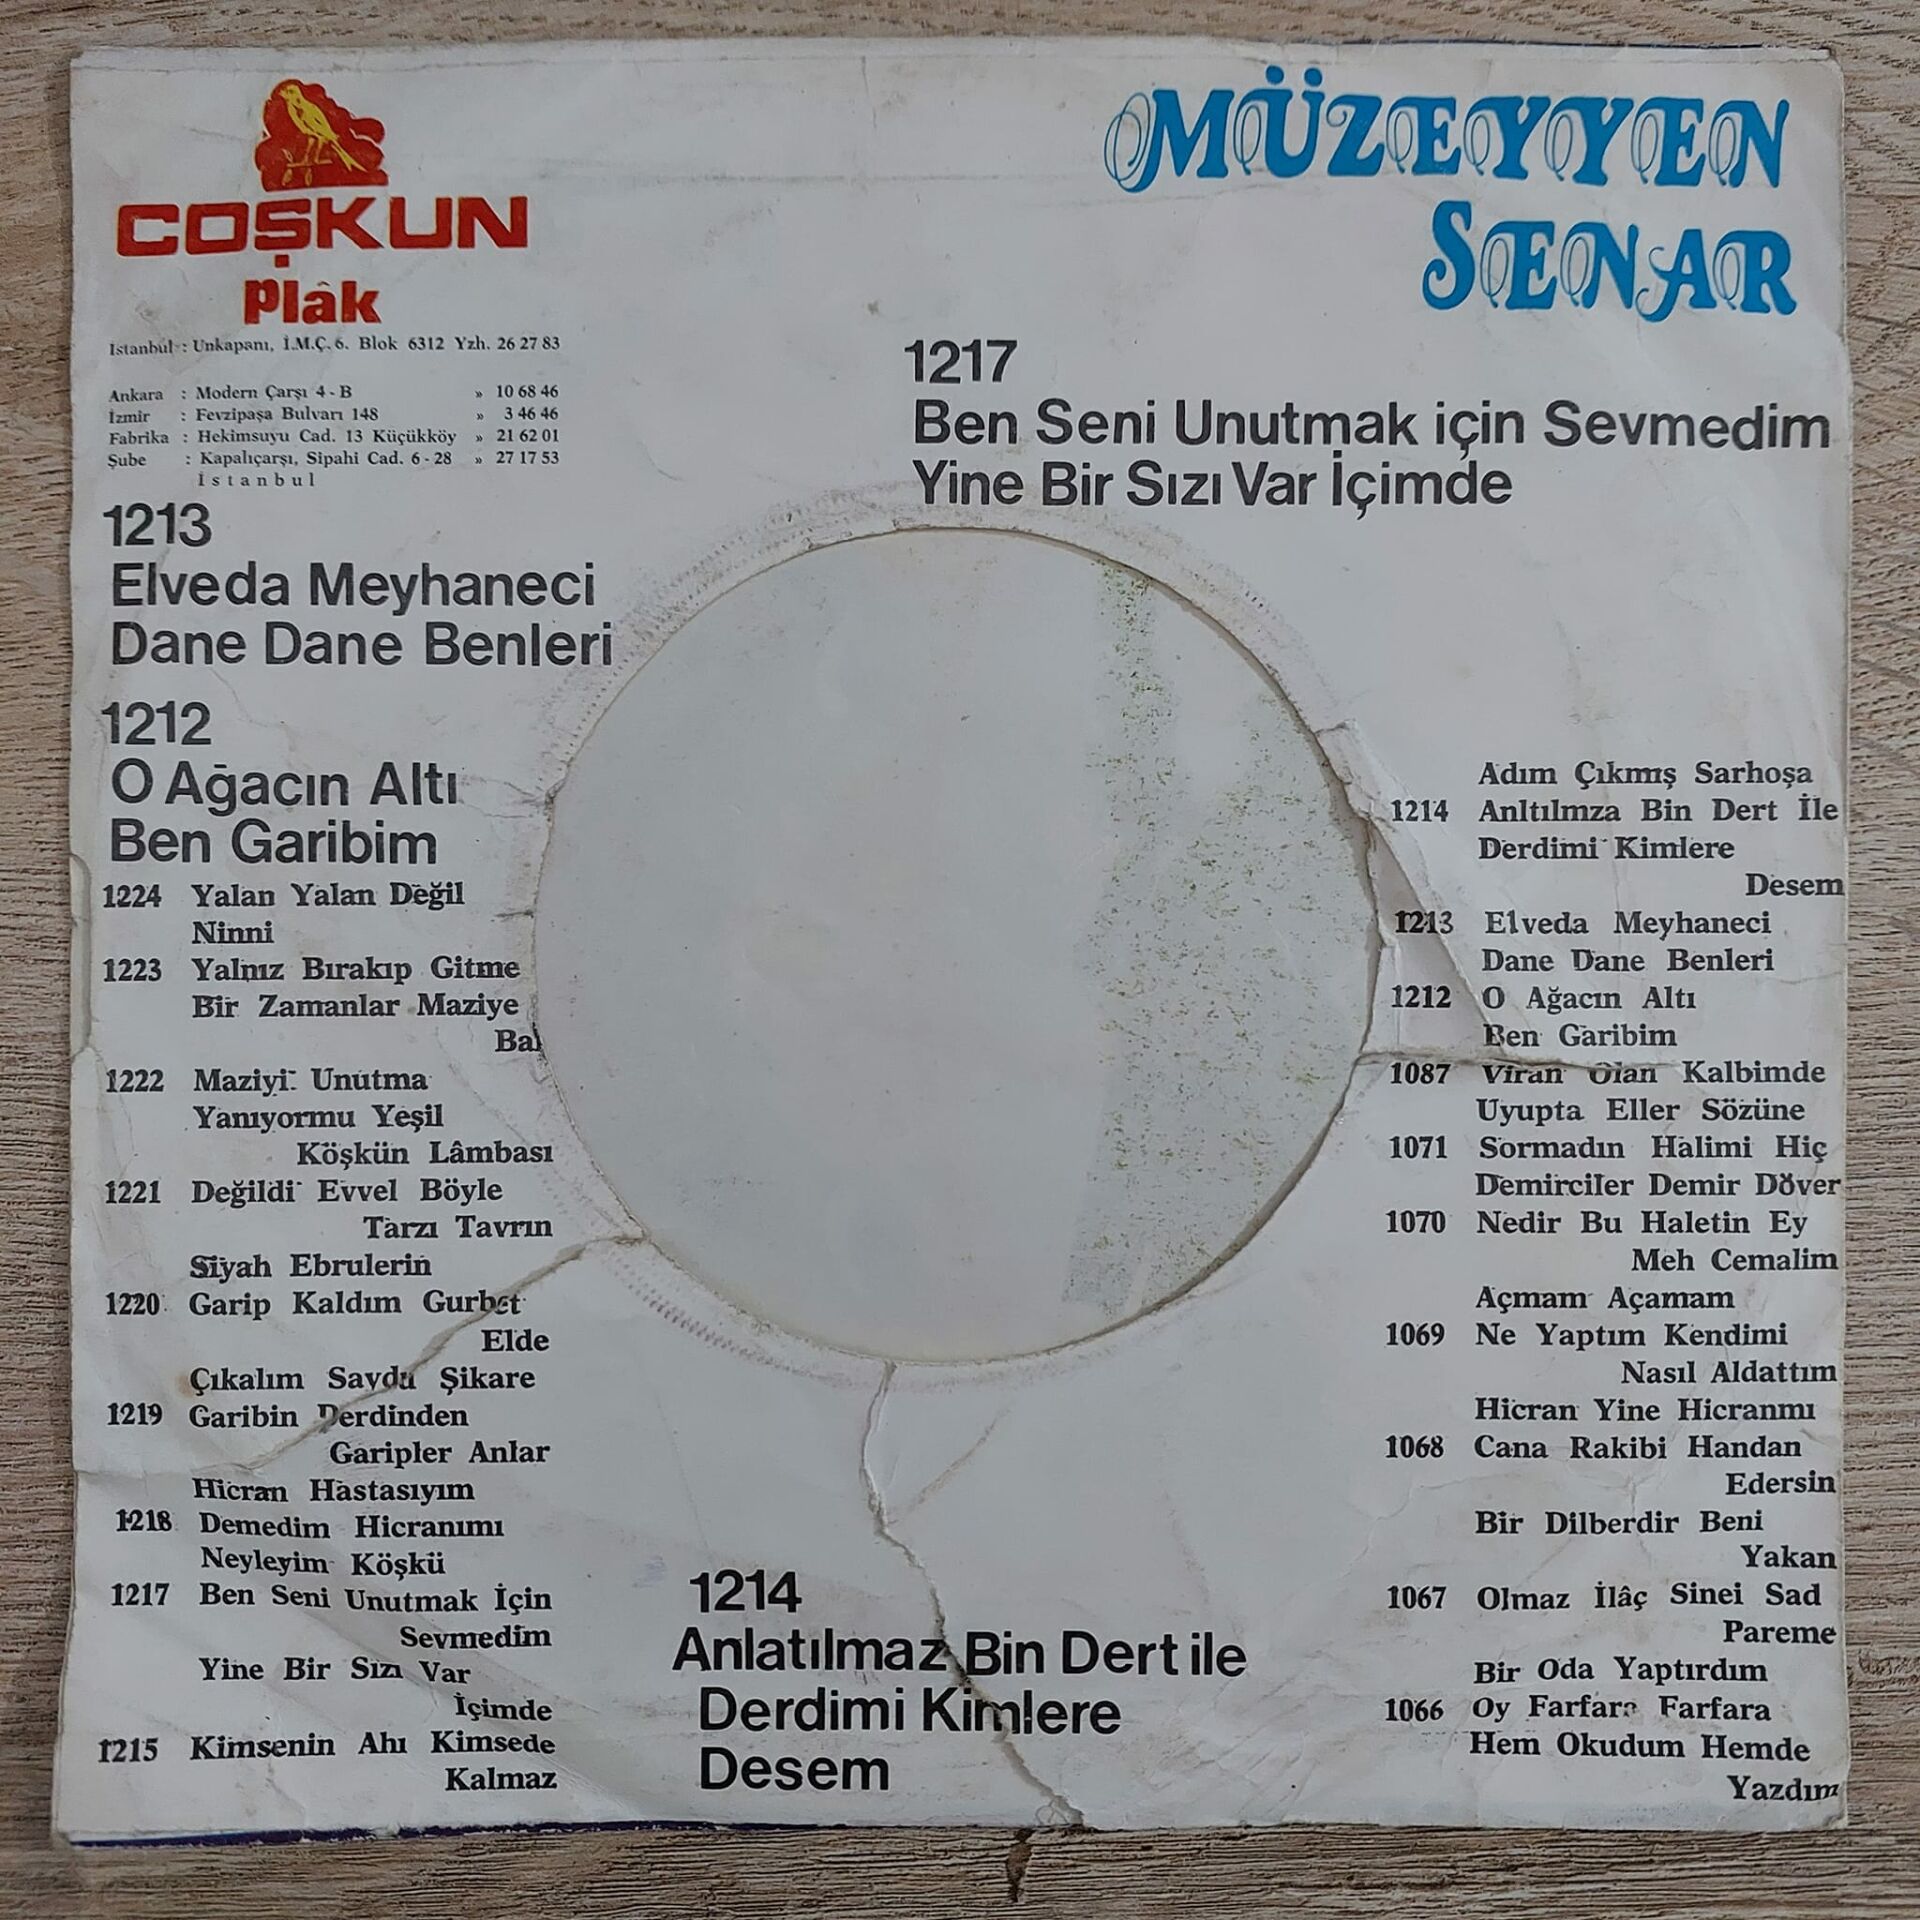 COŞKUN
plâk
MÜZEYYEN
SENAR
Istanbul : Unkapanı, İ.M.Ç. 6. Blok 6312 Yzh. 26 27 83
Ankara : Modern Çarşı 4 - B » 10 68 46
İzmir : Fevzipaşa Bulvarı 148 » 3 46 46
Fabrika : Hekimsuyu Cad. 13 Küçükköy » 21 62 01
Şube : Kapalıçarşı, Sipahi Cad. 6 - 28 » 27 17 53
İstanbul
1217
Ben Seni Unutmak için Sevmedim
Yine Bir Sızı Var İçimde
1213
Elveda Meyhaneci
Dane Dane Benleri
1212
O Ağacın Altı
Ben Garibim
1224 Yalan Yalan Değil
Ninni
1223 Yalnız Bırakıp Gitme
Bir Zamanlar Maziye
Bak
1222 Maziyi Unutma
Yanıyormu Yeşil
Köşkün Lâmbası
1221 Değildi Evvel Böyle
Tarzı Tavrın
Siyah Ebrulerin
1220 Garip Kaldım Gurbet
Elde
Çıkalım Saydu Şikare
1219 Garibin Derdinden
Garipler Anlar
Hicran Hastasıyım
1218 Demedim Hicranımı
Neyleyim Köşkü
1217 Ben Seni Unutmak İçin
Sevmedim
Yine Bir Sızı Var
İçimde
1215 Kimsenin Ahı Kimsede
Kalmaz
Adım Çıkmış Sarhoşa
1214 Anltılmza Bin Dert İle
Derdimi Kimlere
Desem
1213 Elveda Meyhaneci
Dane Dane Benleri
1212 O Ağacın Altı
Ben Garibim
1087 Viran Olan Kalbimde
Uyupta Eller Sözüne
1071 Sormadın Halimi Hiç
Demirciler Demir Döver
1070 Nedir Bu Haletin Ey
Meh Cemalim
Açmam Açamam
1069 Ne Yaptım Kendimi
Nasıl Aldattım
Hicran Yine Hicranmı
1068 Cana Rakibi Handan
Edersin
Bir Dilberdir Beni
Yakan
1067 Olmaz İlâç Sinei Sad
Pareme
Bir Oda Yaptırdım
1066 Oy Farfara Farfara
Hem Okudum Hemde
Yazdım
1214
Anlatılmaz Bin Dert ile
Derdimi Kimlere
Desem